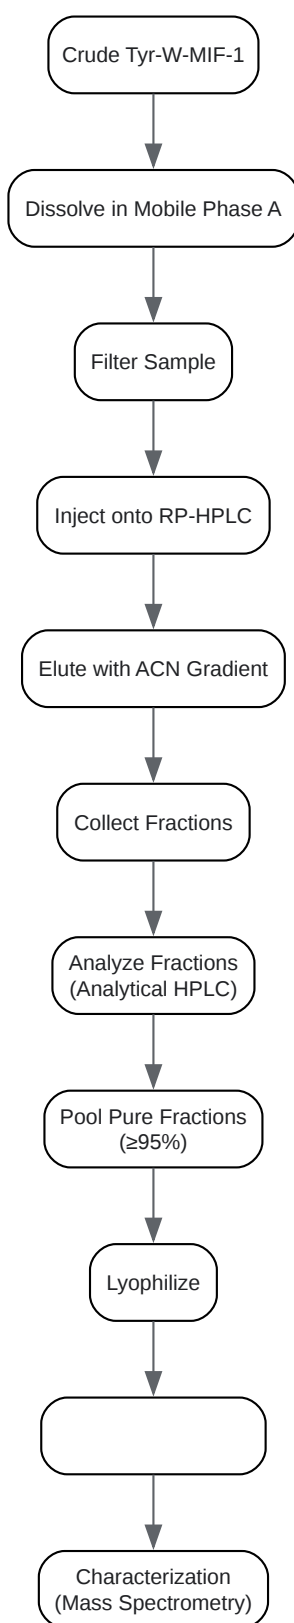 Crude Tyr-W-MIF-1
Dissolve in Mobile Phase A
Filter Sample
Inject onto RP-HPLC
Elute with ACN Gradient
Collect Fractions
Analyze Fractions
(Analytical HPLC)
Pool Pure Fractions
(≥95%)
Lyophilize
Characterization
(Mass Spectrometry)